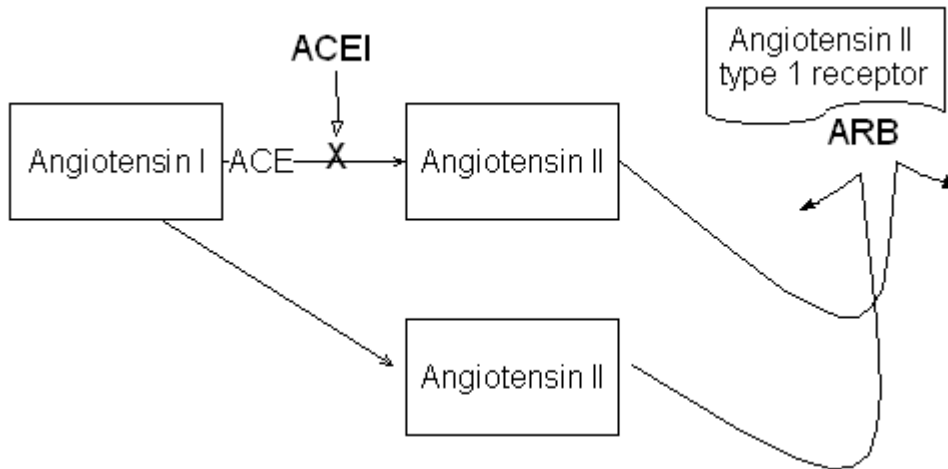 ACEI
Angiotensin II
type 1 receptor
ARB
Angiotensin I
ACE
X
Angiotensin II
Angiotensin II